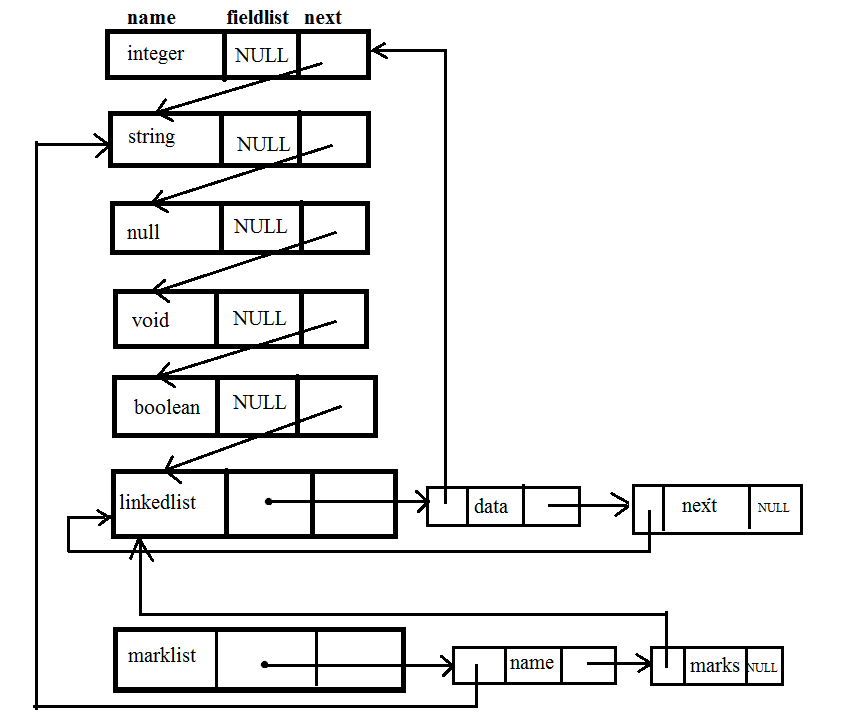 name fieldlist next
integer NULL
string NULL
null NULL
void NULL
boolean NULL
linkedlist data next NULL
marklist name marks NULL